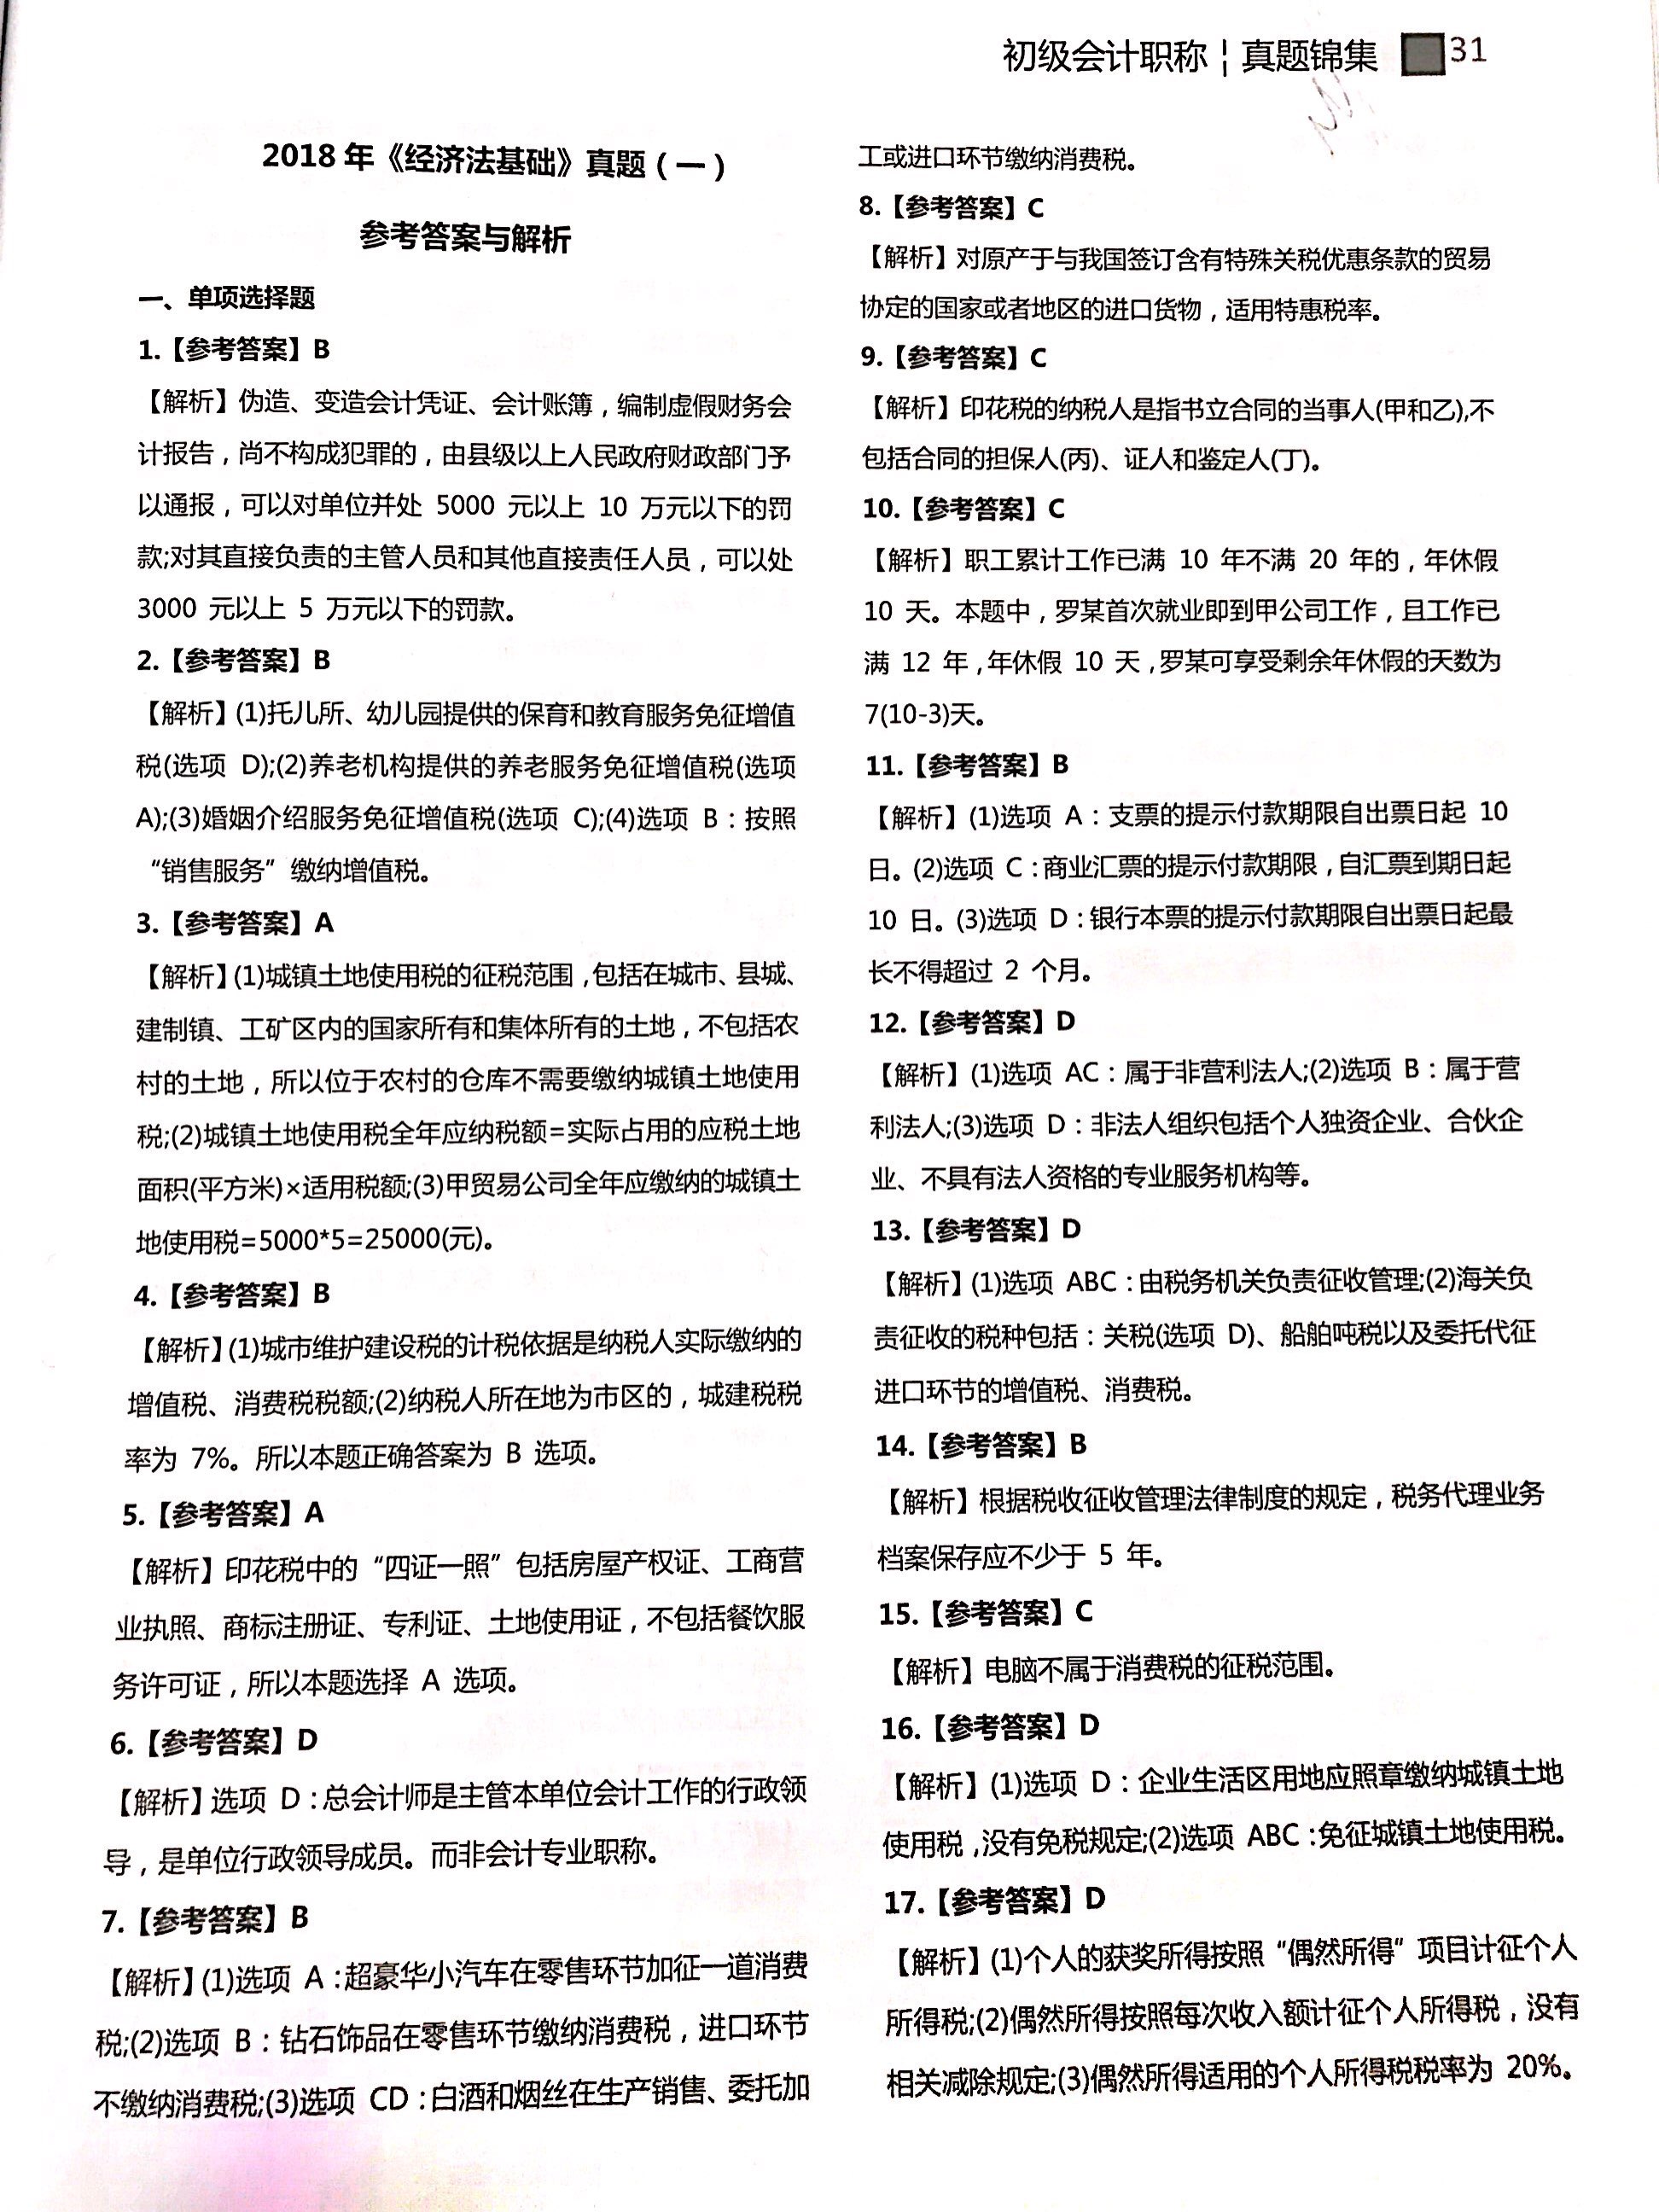 初级会计职称 ¦ 真题锦集 31
2018 年《经济法基础》真题（一）
参考答案与解析
一、单项选择题
1.【参考答案】B
【解析】伪造、变造会计凭证、会计账簿，编制虚假财务会
计报告，尚不构成犯罪的，由县级以上人民政府财政部门予
以通报，可以对单位并处 5000 元以上 10 万元以下的罚
款;对其直接负责的主管人员和其他直接责任人员，可以处
3000 元以上 5 万元以下的罚款。
2.【参考答案】B
【解析】(1)托儿所、幼儿园提供的保育和教育服务免征增值
税(选项 D);(2)养老机构提供的养老服务免征增值税(选项
A);(3)婚姻介绍服务免征增值税(选项 C);(4)选项 B：按照
“销售服务”缴纳增值税。
3.【参考答案】A
【解析】(1)城镇土地使用税的征税范围，包括在城市、县城、
建制镇、工矿区内的国家所有和集体所有的土地，不包括农
村的土地，所以位于农村的仓库不需要缴纳城镇土地使用
税;(2)城镇土地使用税全年应纳税额=实际占用的应税土地
面积(平方米)×适用税额;(3)甲贸易公司全年应缴纳的城镇土
地使用税=5000*5=25000(元)。
4.【参考答案】B
【解析】(1)城市维护建设税的计税依据是纳税人实际缴纳的
增值税、消费税税额;(2)纳税人所在地为市区的，城建税税
率为 7%。所以本题正确答案为 B 选项。
5.【参考答案】A
【解析】印花税中的“四证一照”包括房屋产权证、工商营
业执照、商标注册证、专利证、土地使用证，不包括餐饮服
务许可证，所以本题选择 A 选项。
6.【参考答案】D
【解析】选项 D：总会计师是主管本单位会计工作的行政领
导，是单位行政领导成员。而非会计专业职称。
7.【参考答案】B
【解析】(1)选项 A：超豪华小汽车在零售环节加征一道消费
税;(2)选项 B：钻石饰品在零售环节缴纳消费税，进口环节
不缴纳消费税;(3)选项 CD：白酒和烟丝在生产销售、委托加
工或进口环节缴纳消费税。
8.【参考答案】C
【解析】对原产于与我国签订含有特殊关税优惠条款的贸易
协定的国家或者地区的进口货物，适用特惠税率。
9.【参考答案】C
【解析】印花税的纳税人是指书立合同的当事人(甲和乙),不
包括合同的担保人(丙)、证人和鉴定人(丁)。
10.【参考答案】C
【解析】职工累计工作已满 10 年不满 20 年的，年休假
10 天。本题中，罗某首次就业即到甲公司工作，且工作已
满 12 年，年休假 10 天，罗某可享受剩余年休假的天数为
7(10-3)天。
11.【参考答案】B
【解析】(1)选项 A：支票的提示付款期限自出票日起 10
日。(2)选项 C：商业汇票的提示付款期限，自汇票到期日起
10 日。(3)选项 D：银行本票的提示付款期限自出票日起最
长不得超过 2 个月。
12.【参考答案】D
【解析】(1)选项 AC：属于非营利法人;(2)选项 B：属于营
利法人;(3)选项 D：非法人组织包括个人独资企业、合伙企
业、不具有法人资格的专业服务机构等。
13.【参考答案】D
【解析】(1)选项 ABC：由税务机关负责征收管理;(2)海关负
责征收的税种包括：关税(选项 D)、船舶吨税以及委托代征
进口环节的增值税、消费税。
14.【参考答案】B
【解析】根据税收征收管理法律制度的规定，税务代理业务
档案保存应不少于 5 年。
15.【参考答案】C
【解析】电脑不属于消费税的征税范围。
16.【参考答案】D
【解析】(1)选项 D：企业生活区用地应照章缴纳城镇土地
使用税，没有免税规定;(2)选项 ABC：免征城镇土地使用税。
17.【参考答案】D
【解析】(1)个人的获奖所得按照“偶然所得”项目计征个人
所得税;(2)偶然所得按照每次收入额计征个人所得税，没有
相关减除规定;(3)偶然所得适用的个人所得税税率为 20%。